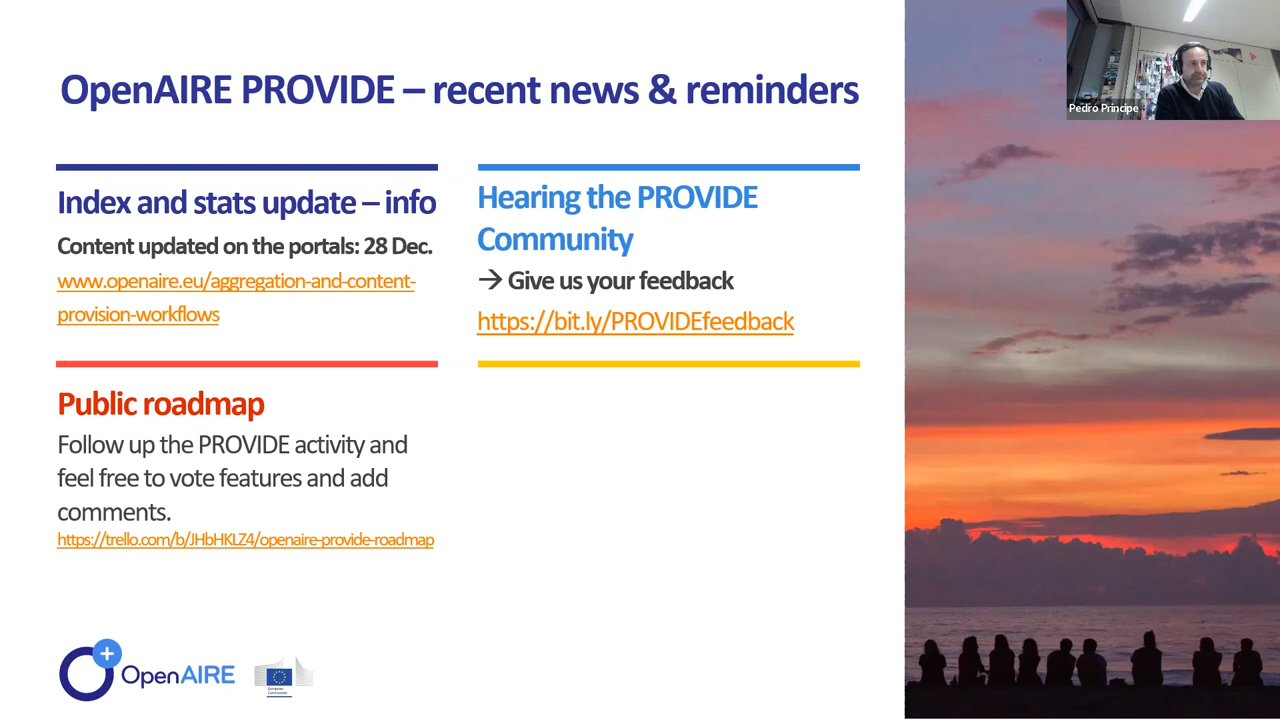 OpenAIRE PROVIDE – recent news & reminders
Index and stats update – info
Content updated on the portals: 28 Dec.
www.openaire.eu/aggregation-and-content-
provision-workflows
Hearing the PROVIDE
Community
→ Give us your feedback
https://bit.ly/PROVIDEfeedback
Public roadmap
Follow up the PROVIDE activity and
feel free to vote features and add
comments.
https://trello.com/b/JHbHKLZ4/openaire-provide-roadmap
OpenAIRE
European
Commission
Pedro Principe